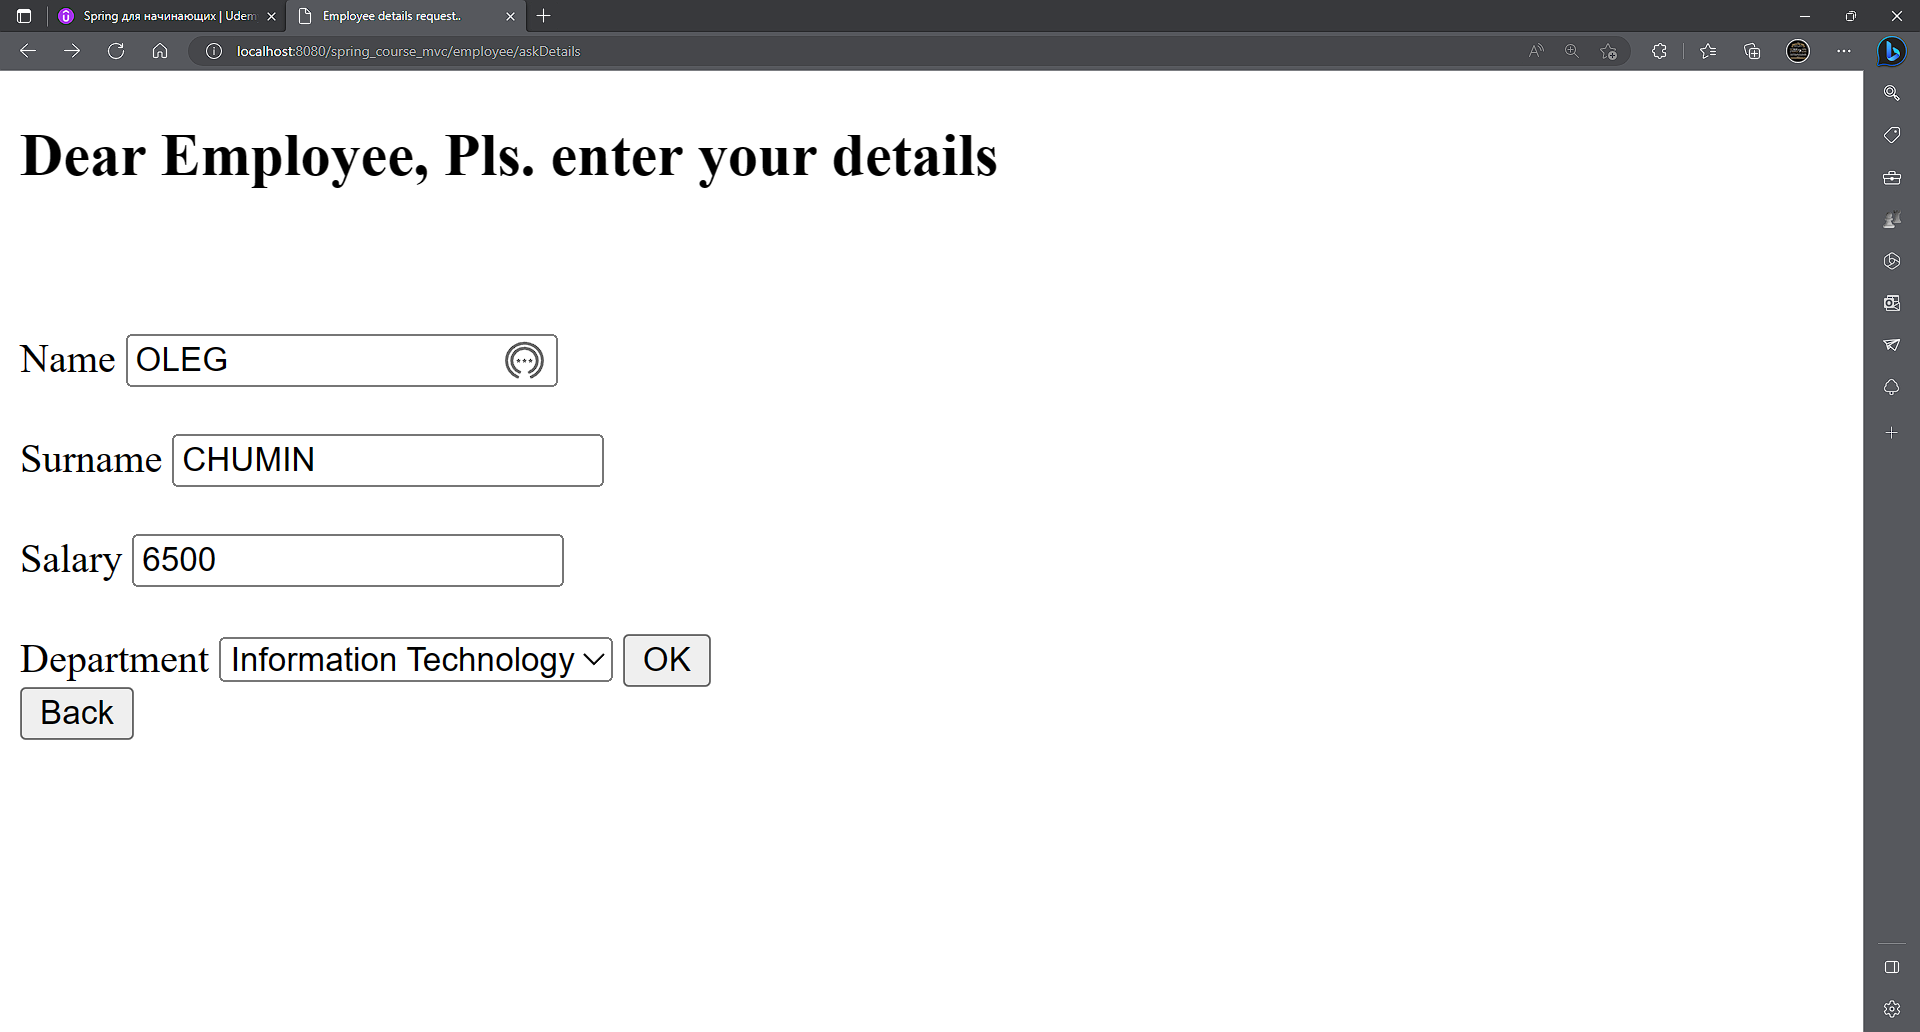 Spring для начинающих | Udem
Employee details request..
localhost:8080/spring_course_mvc/employee/askDetails
Dear Employee, Pls. enter your details
Name OLEG
Surname CHUMIN
Salary 6500
Department Information Technology OK
Back